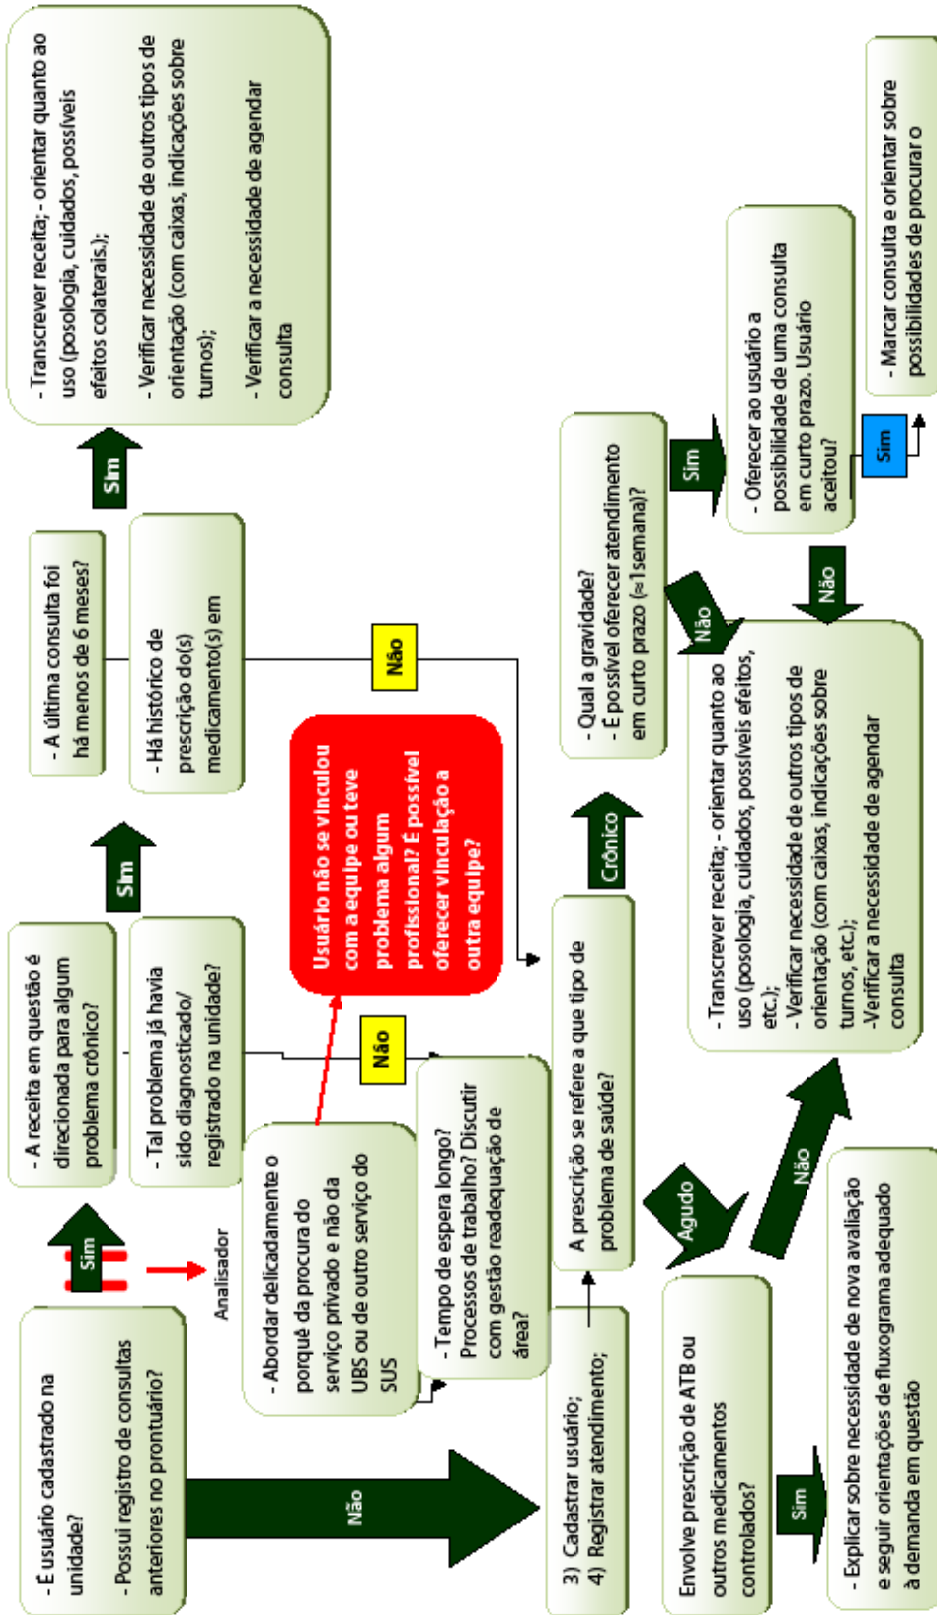 - É usuário cadastrado na
unidade?
- Possui registro de consultas
anteriores no prontuário?
Sim
Analisador
- A receita em questão é
direcionada para algum
problema crônico?
- Tal problema já havia
sido diagnosticado/
registrado na unidade?
Sim
- A última consulta foi
há menos de 6 meses?
- Há histórico de
prescrição do(s)
medicamento(s) em
Sim
- Transcrever receita; - orientar quanto ao
uso (posologia, cuidados, possíveis
efeitos colaterais.);
- Verificar necessidade de outros tipos de
orientação (com caixas, indicações sobre
turnos);
- Verificar a necessidade de agendar
consulta
Não
- Abordar delicadamente o
porquê da procura do
serviço privado e não da
UBS ou de outro serviço do
SUS
Usuário não se vinculou
com a equipe ou teve
problema algum
profissional? É possível
oferecer vinculação a
outra equipe?
Não
Não
- Tempo de espera longo?
Processos de trabalho? Discutir
com gestão readequação de
área?
3) Cadastrar usuário;
4) Registrar atendimento;
A prescrição se refere a que tipo de
problema de saúde?
Crônico
- Qual a gravidade?
- É possível oferecer atendimento
em curto prazo (≈1semana)?
Agudo
Não
Sim
Envolve prescrição de ATB ou
outros medicamentos
controlados?
Não
- Transcrever receita; - orientar quanto ao
uso (posologia, cuidados, possíveis efeitos,
etc.);
- Verificar necessidade de outros tipos de
orientação (com caixas, indicações sobre
turnos, etc.);
-Verificar a necessidade de agendar
consulta
Não
- Oferecer ao usuário a
possibilidade de uma consulta
em curto prazo. Usuário
aceitou?
Sim
Sim
- Explicar sobre necessidade de nova avaliação
e seguir orientações de fluxograma adequado
à demanda em questão
- Marcar consulta e orientar sobre
possibilidades de procurar o